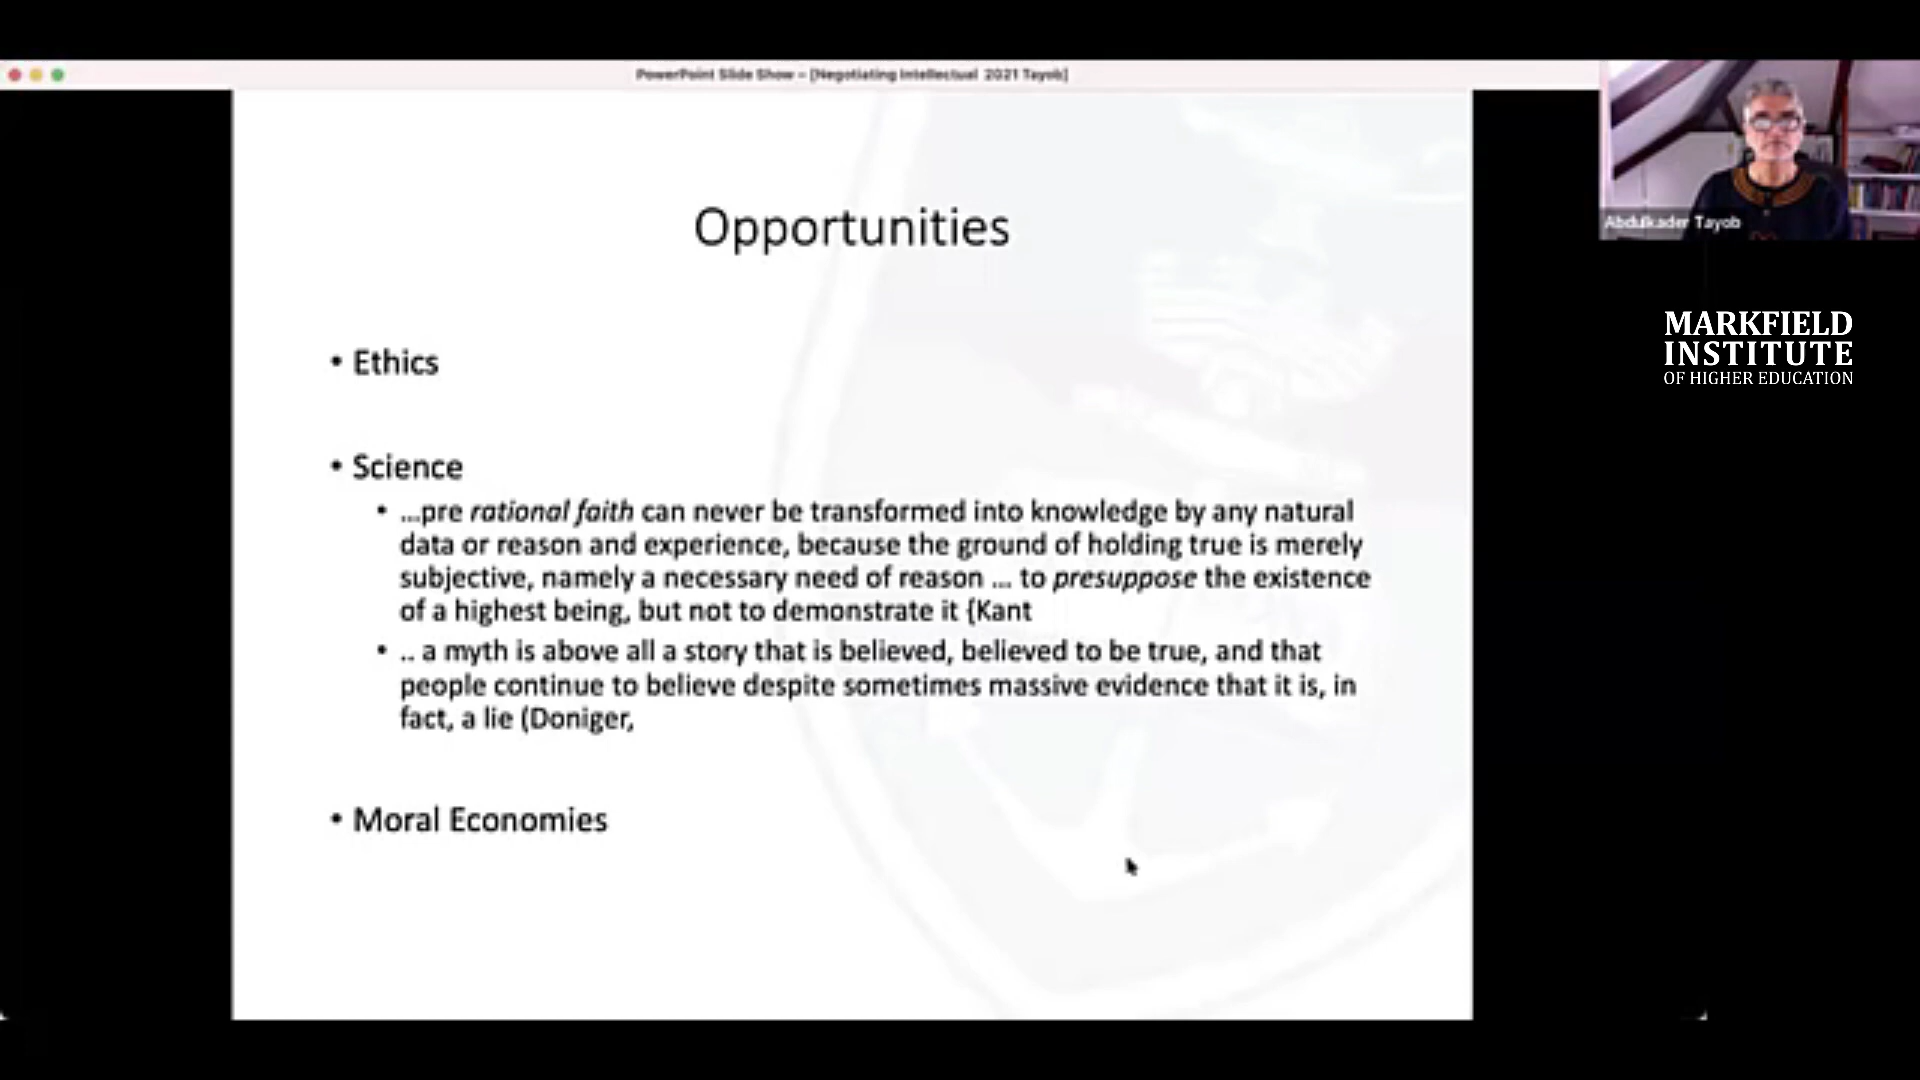 PowerPoint Slide Show – [Negotiating Intellectual 2021 Tayob]
Abdulkader Tayob
MARKFIELD
INSTITUTE
OF HIGHER EDUCATION
Opportunities
• Ethics
• Science
• ...pre rational faith can never be transformed into knowledge by any natural
data or reason and experience, because the ground of holding true is merely
subjective, namely a necessary need of reason ... to presuppose the existence
of a highest being, but not to demonstrate it {Kant
• .. a myth is above all a story that is believed, believed to be true, and that
people continue to believe despite sometimes massive evidence that it is, in
fact, a lie (Doniger,
• Moral Economies